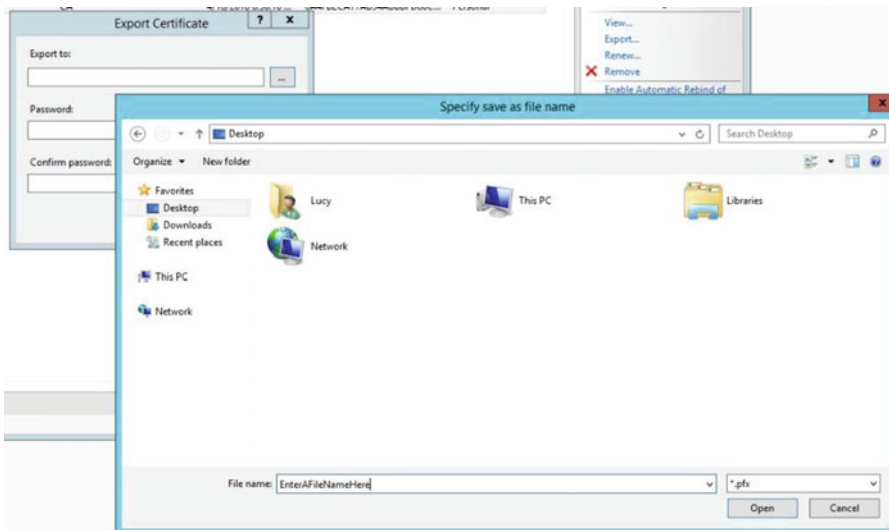 Export Certificate
? x
View...
Export...
Renew...
Remove
Enable Automatic Rebind of
Export to:
...
Password:
Confirm password:
Specify save as file name
x
Desktop
Search Desktop
Organize
New folder
Favorites
Desktop
Downloads
Recent places
This PC
Network
Lucy
This PC
Libraries
Network
File name: EnterAFileNameHere
*.pfx
Open
Cancel